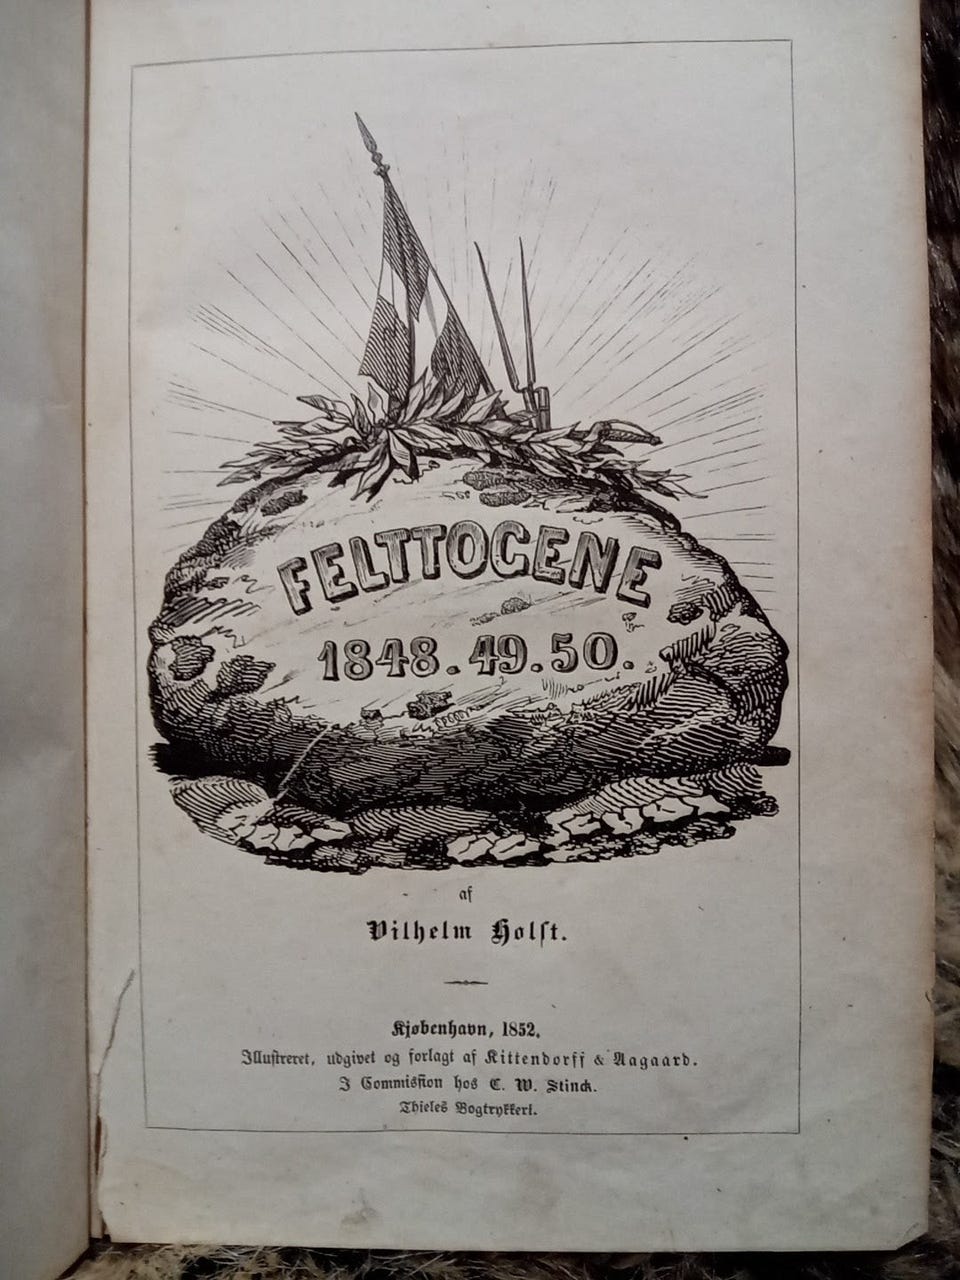 FELTTOGENE
1848. 49. 50.
af
Vilhelm Holst.
Kjøbenhavn, 1852.
Illustreret, udgivet og forlagt af Kittendorff & Aagaard.
I Commission hos C. W. Stinck.
Thieles Bogtrykkeri.